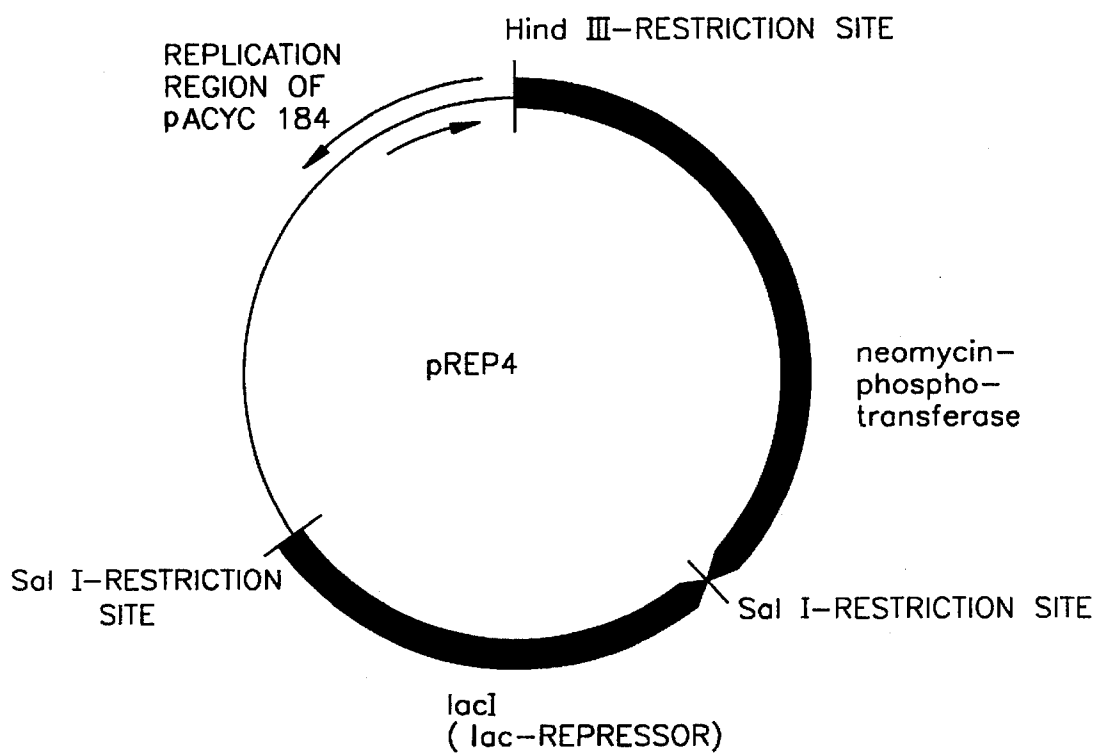 Hind III–RESTRICTION SITE
REPLICATION
REGION OF
pACYC 184
pREP4
neomycin–
phospho–
transferase
Sal I–RESTRICTION
SITE
Sal I–RESTRICTION SITE
lacI
( lac–REPRESSOR)